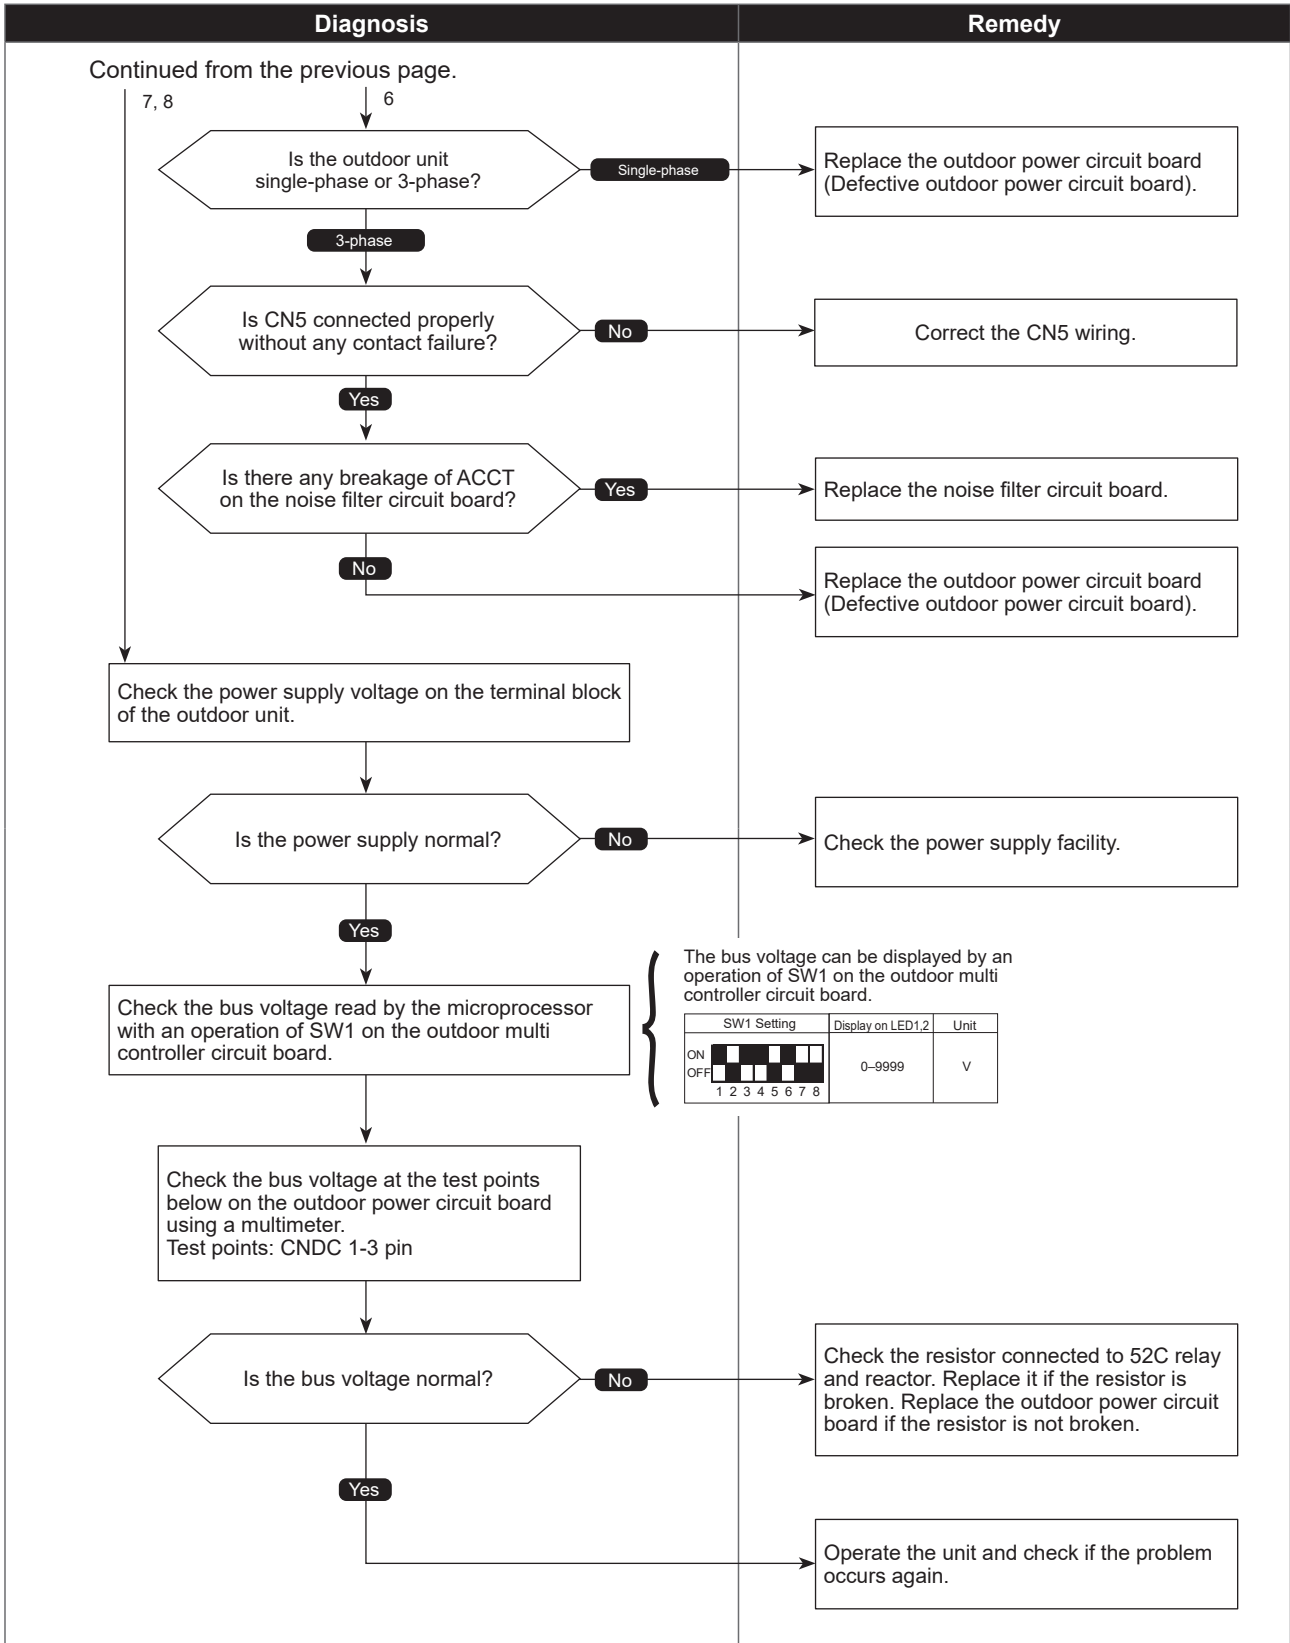 Diagnosis
Remedy
Continued from the previous page.
7, 8
6
Is the outdoor unit
single-phase or 3-phase?
Single-phase
Replace the outdoor power circuit board
(Defective outdoor power circuit board).
3-phase
Is CN5 connected properly
without any contact failure?
No
Correct the CN5 wiring.
Yes
Is there any breakage of ACCT
on the noise filter circuit board?
Yes
Replace the noise filter circuit board.
No
Replace the outdoor power circuit board
(Defective outdoor power circuit board).
Check the power supply voltage on the terminal block
of the outdoor unit.
Is the power supply normal?
No
Check the power supply facility.
Yes
Check the bus voltage read by the microprocessor
with an operation of SW1 on the outdoor multi
controller circuit board.
The bus voltage can be displayed by an
operation of SW1 on the outdoor multi
controller circuit board.
SW1 Setting
Display on LED1,2
Unit
ON
OFF
1 2 3 4 5 6 7 8
0–9999
V
Check the bus voltage at the test points
below on the outdoor power circuit board
using a multimeter.
Test points: CNDC 1-3 pin
Is the bus voltage normal?
No
Check the resistor connected to 52C relay
and reactor. Replace it if the resistor is
broken. Replace the outdoor power circuit
board if the resistor is not broken.
Yes
Operate the unit and check if the problem
occurs again.